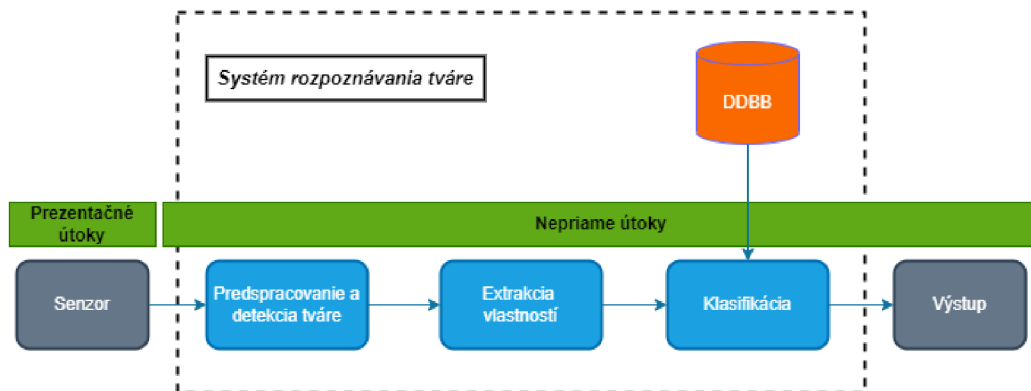 Systém rozpoznávania tváre
DDBB
Prezentačné
útoky
Nepriame útoky
Senzor
Predspracovanie a
detekcia tváre
Extrakcia
vlastností
Klasifikácia
Výstup